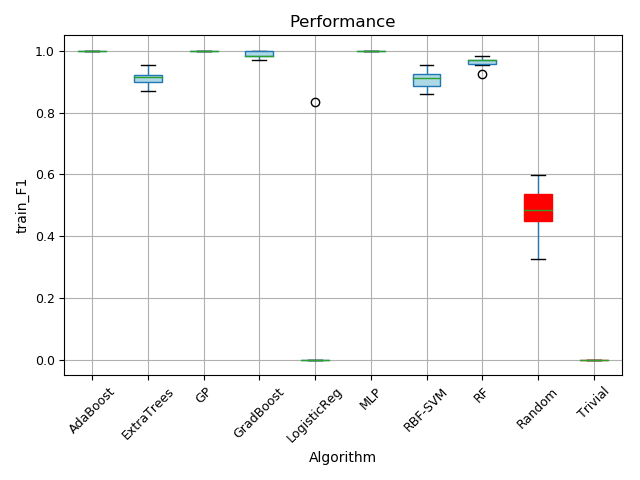 Performance
train_F1
1.0
0.8
0.6
0.4
0.2
0.0
AdaBoost
ExtraTrees
GP
GradBoost
LogisticReg
MLP
RBF-SVM
RF
Random
Trivial
Algorithm